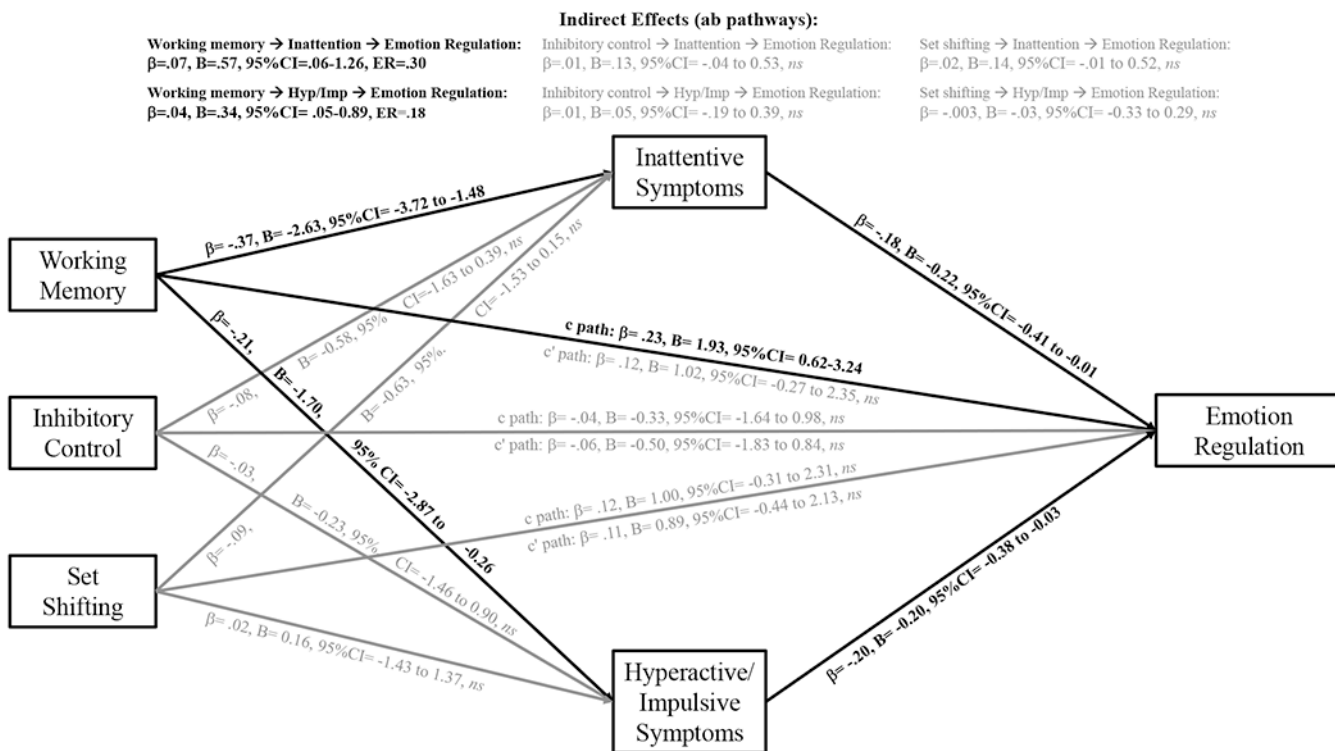 Indirect Effects (ab pathways):
Working memory → Inattention → Emotion Regulation:
β=.07, B=.57, 95%CI=.06-1.26, ER=.30
Inhibitory control → Inattention → Emotion Regulation:
β=.01, B=.13, 95%CI= -.04 to 0.53, ns
Set shifting → Inattention → Emotion Regulation:
β=.02, B=.14, 95%CI= -.01 to 0.52, ns
Working memory → Hyp/Imp → Emotion Regulation:
β=.04, B=.34, 95%CI= .05-0.89, ER=.18
Inhibitory control → Hyp/Imp → Emotion Regulation:
β=.01, B=.05, 95%CI= -.19 to 0.39, ns
Set shifting → Hyp/Imp → Emotion Regulation:
β= -.003, B= -.03, 95%CI= -0.33 to 0.29, ns
Inattentive
Symptoms
β= -.37, B= -2.63, 95%CI= -3.72 to -1.48
β= -.18, B= -0.22, 95%CI= -0.41 to -0.01
Working
Memory
β= -.08, B= -0.58, 95% CI=-1.63 to 0.39, ns
β= -.09, B= -0.63, 95%. CI= -1.53 to 0.15, ns
β= -.21, B= -1.70, 95% CI= -2.87 to -0.26
c path: β= .23, B= 1.93, 95%CI= 0.62-3.24
c' path: β= .12, B= 1.02, 95%CI= -0.27 to 2.35, ns
Inhibitory
Control
c path: β= -.04, B= -0.33, 95%CI= -1.64 to 0.98, ns
c' path: β= -.06, B= -0.50, 95%CI= -1.83 to 0.84, ns
Emotion
Regulation
β= -.03, B= -0.23, 95% CI= -1.46 to 0.90, ns
c path: β= .12, B= 1.00, 95%CI= -0.31 to 2.31, ns
c' path: β= .11, B= 0.89, 95%CI= -0.44 to 2.13, ns
Set
Shifting
β= .02, B= 0.16, 95%CI= -1.43 to 1.37, ns
β= -.20, B= -0.20, 95%CI= -0.38 to -0.03
Hyperactive/
Impulsive
Symptoms